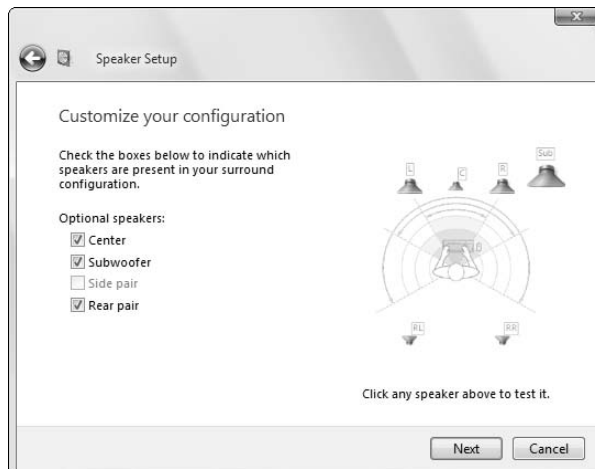 Speaker Setup
Customize your configuration
Check the boxes below to indicate which
speakers are present in your surround
configuration.
Optional speakers:
Center
Subwoofer
Side pair
Rear pair
L
C
R
Sub
RL
RR
Click any speaker above to test it.
Next
Cancel